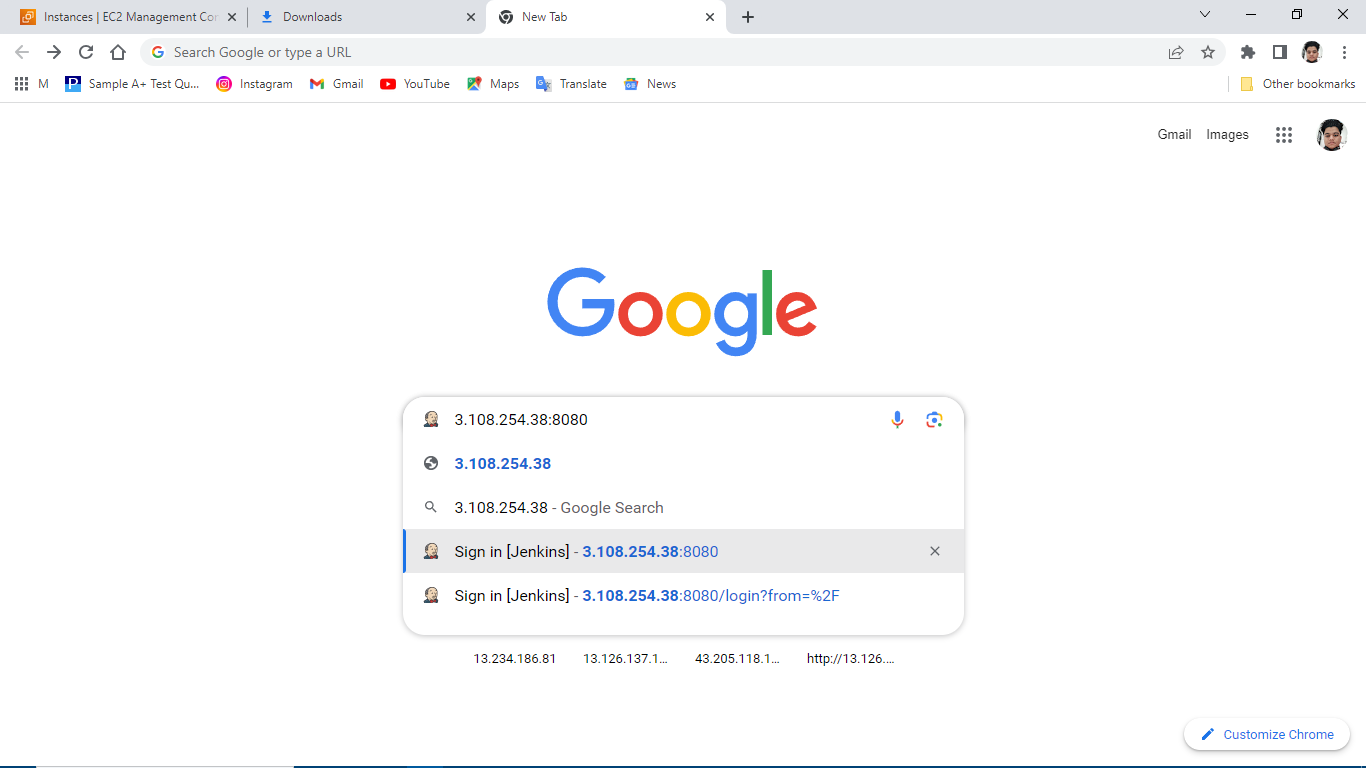 Instances | EC2 Management Con
Downloads
New Tab
Search Google or type a URL
M
Sample A+ Test Qu...
Instagram
Gmail
YouTube
Maps
Translate
News
Other bookmarks
Gmail
Images
Google
3.108.254.38:8080
3.108.254.38
3.108.254.38 - Google Search
Sign in [Jenkins] - 3.108.254.38:8080
Sign in [Jenkins] - 3.108.254.38:8080/login?from=%2F
13.234.186.81
13.126.137.1...
43.205.118.1...
http://13.126....
Customize Chrome